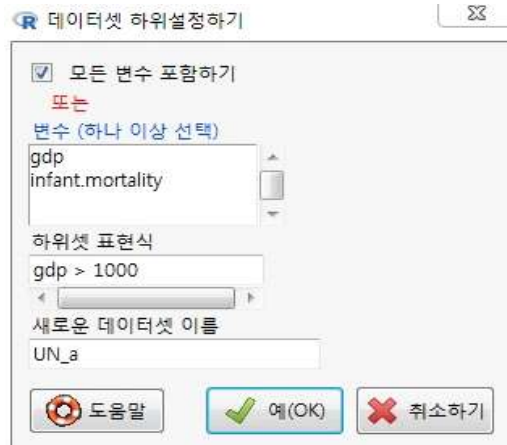 데이터셋 하위설정하기
모든 변수 포함하기
또는
변수 (하나 이상 선택)
gdp
infant.mortality
하위셋 표현식
gdp > 1000
새로운 데이터셋 이름
UN_a
도움말 예(OK) 취소하기